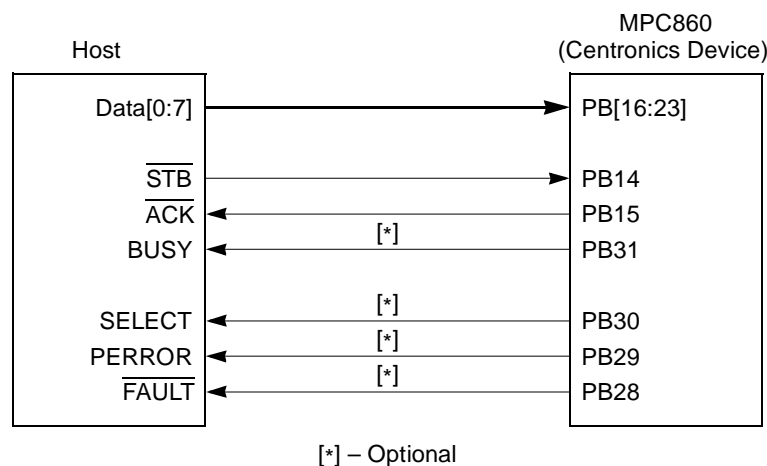 MPC860
Host (Centronics Device)
Data[0:7] PB[16:23]
STB PB14
ACK PB15
BUSY [*] PB31
SELECT [*] PB30
PERROR [*] PB29
FAULT [*] PB28
[*] – Optional